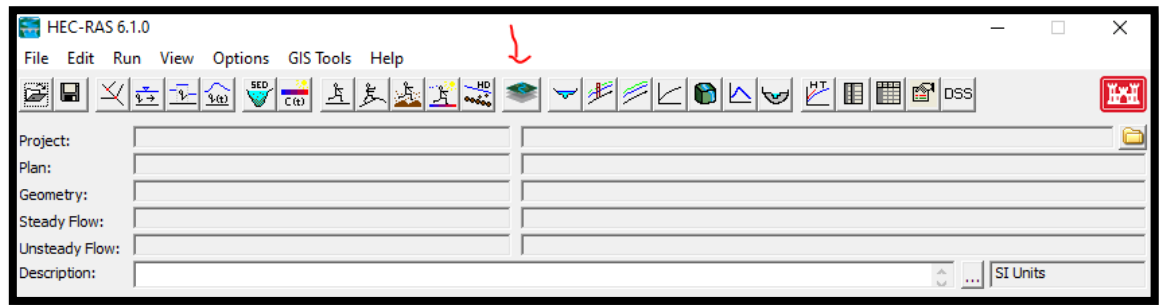 HEC-RAS 6.1.0
File Edit Run View Options GIS Tools Help
SED C(t) HD HT DSS
Project:
Plan:
Geometry:
Steady Flow:
Unsteady Flow:
Description: ... SI Units